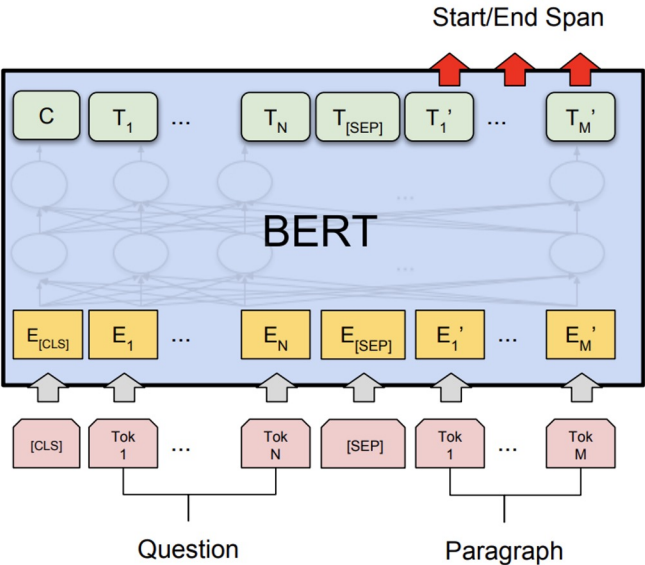 Start/End Span
C T1 ... TN T[SEP] T1' ... TM'
...
BERT
...
E[CLS] E1 ... EN E[SEP] E1' ... EM'
[CLS] Tok 1 ... Tok N [SEP] Tok 1 ... Tok M
Question Paragraph